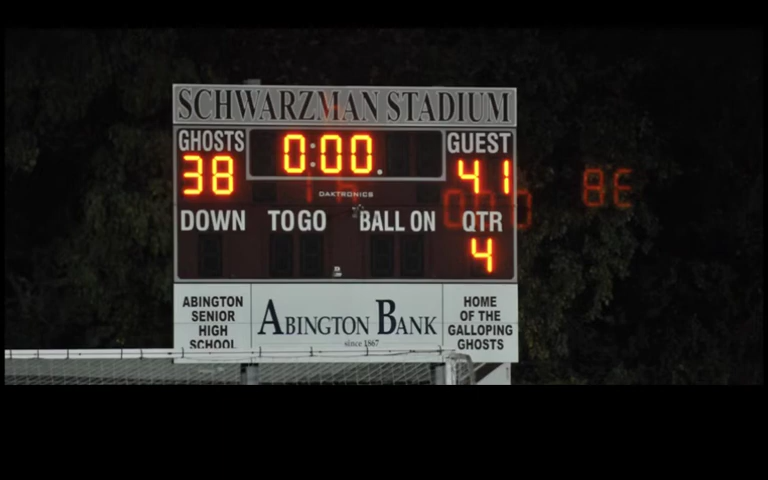 SCHWARZMAN STADIUM
GHOSTS 0:00. GUEST
38 41
DAKTRONICS
DOWN TO GO BALL ON QTR
4
ABINGTON SENIOR HIGH SCHOOL
ABINGTON BANK
since 1867
HOME OF THE GALLOPING GHOSTS